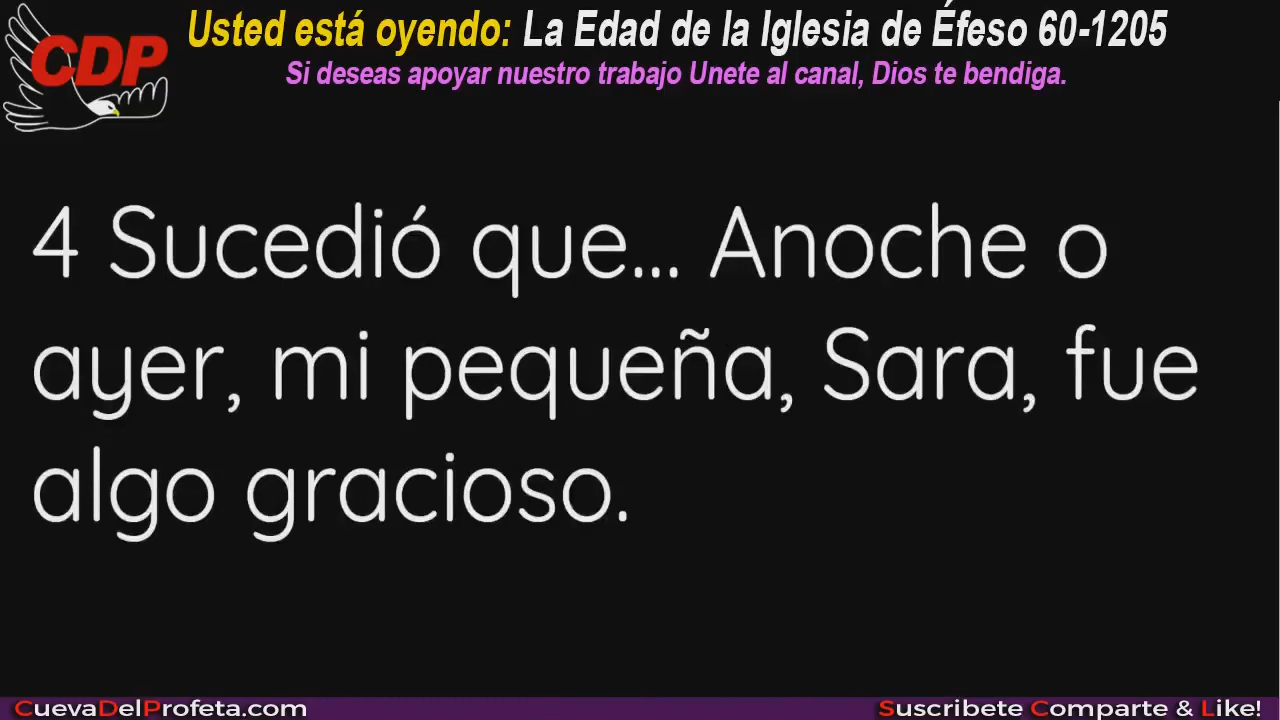 CDP
Usted está oyendo: La Edad de la Iglesia de Éfeso 60-1205
Si deseas apoyar nuestro trabajo Unete al canal, Dios te bendiga.
4 Sucedió que... Anoche o
ayer, mi pequeña, Sara, fue
algo gracioso.
CuevaDelProfeta.com
Suscribete Comparte & Like!